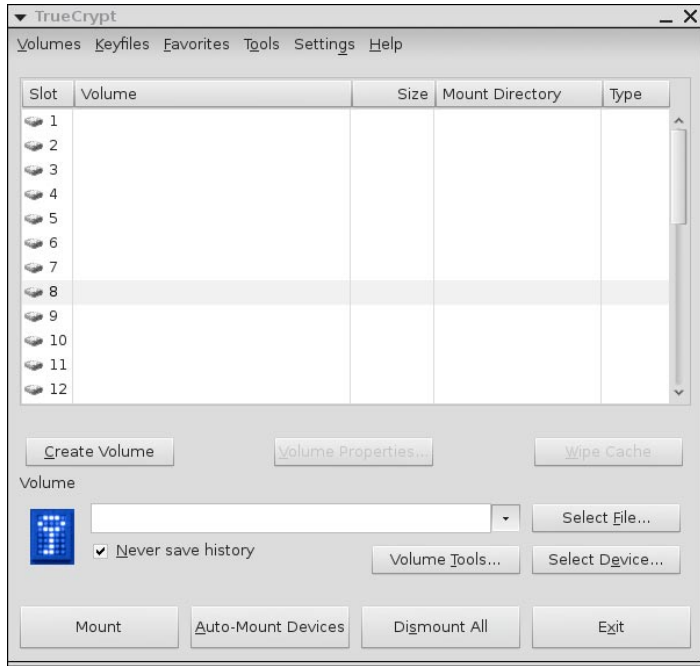 TrueCrypt
Volumes Keyfiles Favorites Tools Settings Help
Slot Volume Size Mount Directory Type
1
2
3
4
5
6
7
8
9
10
11
12
Create Volume Volume Properties... Wipe Cache
Volume
Select File...
Never save history
Volume Tools... Select Device...
Mount Auto-Mount Devices Dismount All Exit